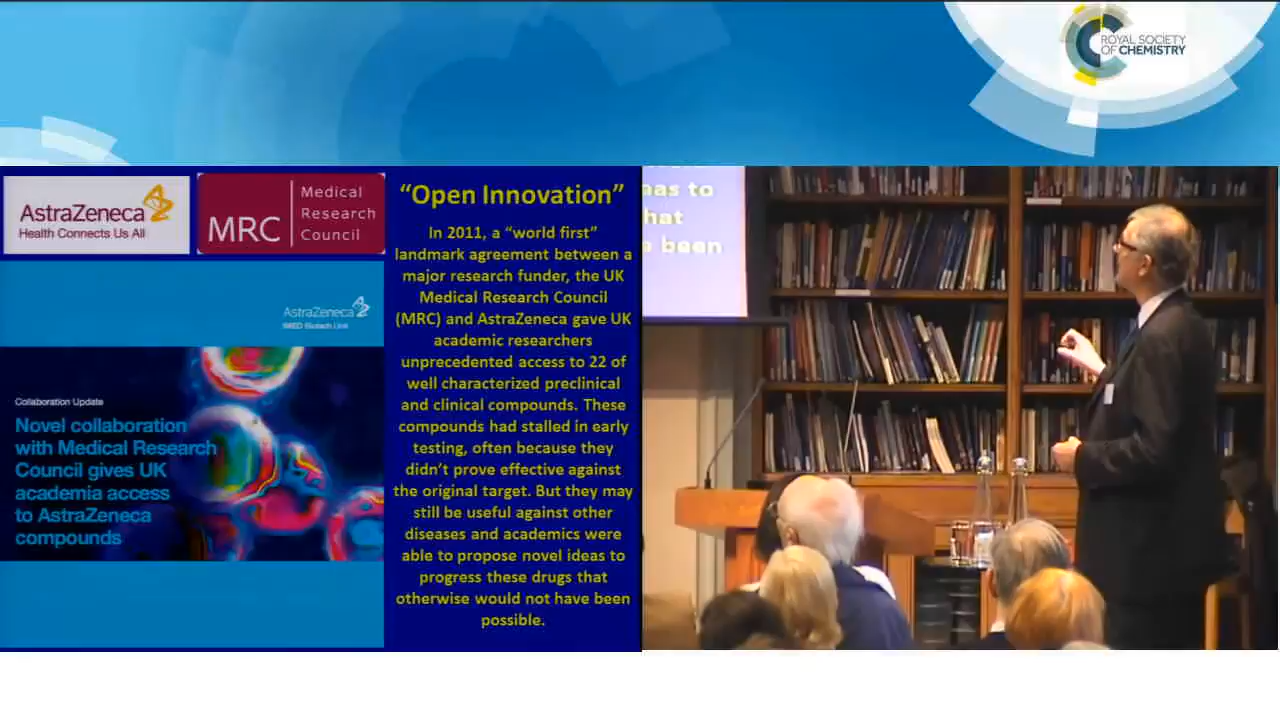 ROYAL SOCIETY
OF CHEMISTRY
AstraZeneca
Health Connects Us All
MRC
Medical
Research
Council
AstraZeneca
IMED Biotech Unit
Collaboration Update
Novel collaboration
with Medical Research
Council gives UK
academia access
to AstraZeneca
compounds
“Open Innovation”
In 2011, a “world first”
landmark agreement between a
major research funder, the UK
Medical Research Council
(MRC) and AstraZeneca gave UK
academic researchers
unprecedented access to 22 of
well characterized preclinical
and clinical compounds. These
compounds had stalled in early
testing, often because they
didn’t prove effective against
the original target. But they may
still be useful against other
diseases and academics were
able to propose novel ideas to
progress these drugs that
otherwise would not have been
possible.
has to
hat
been